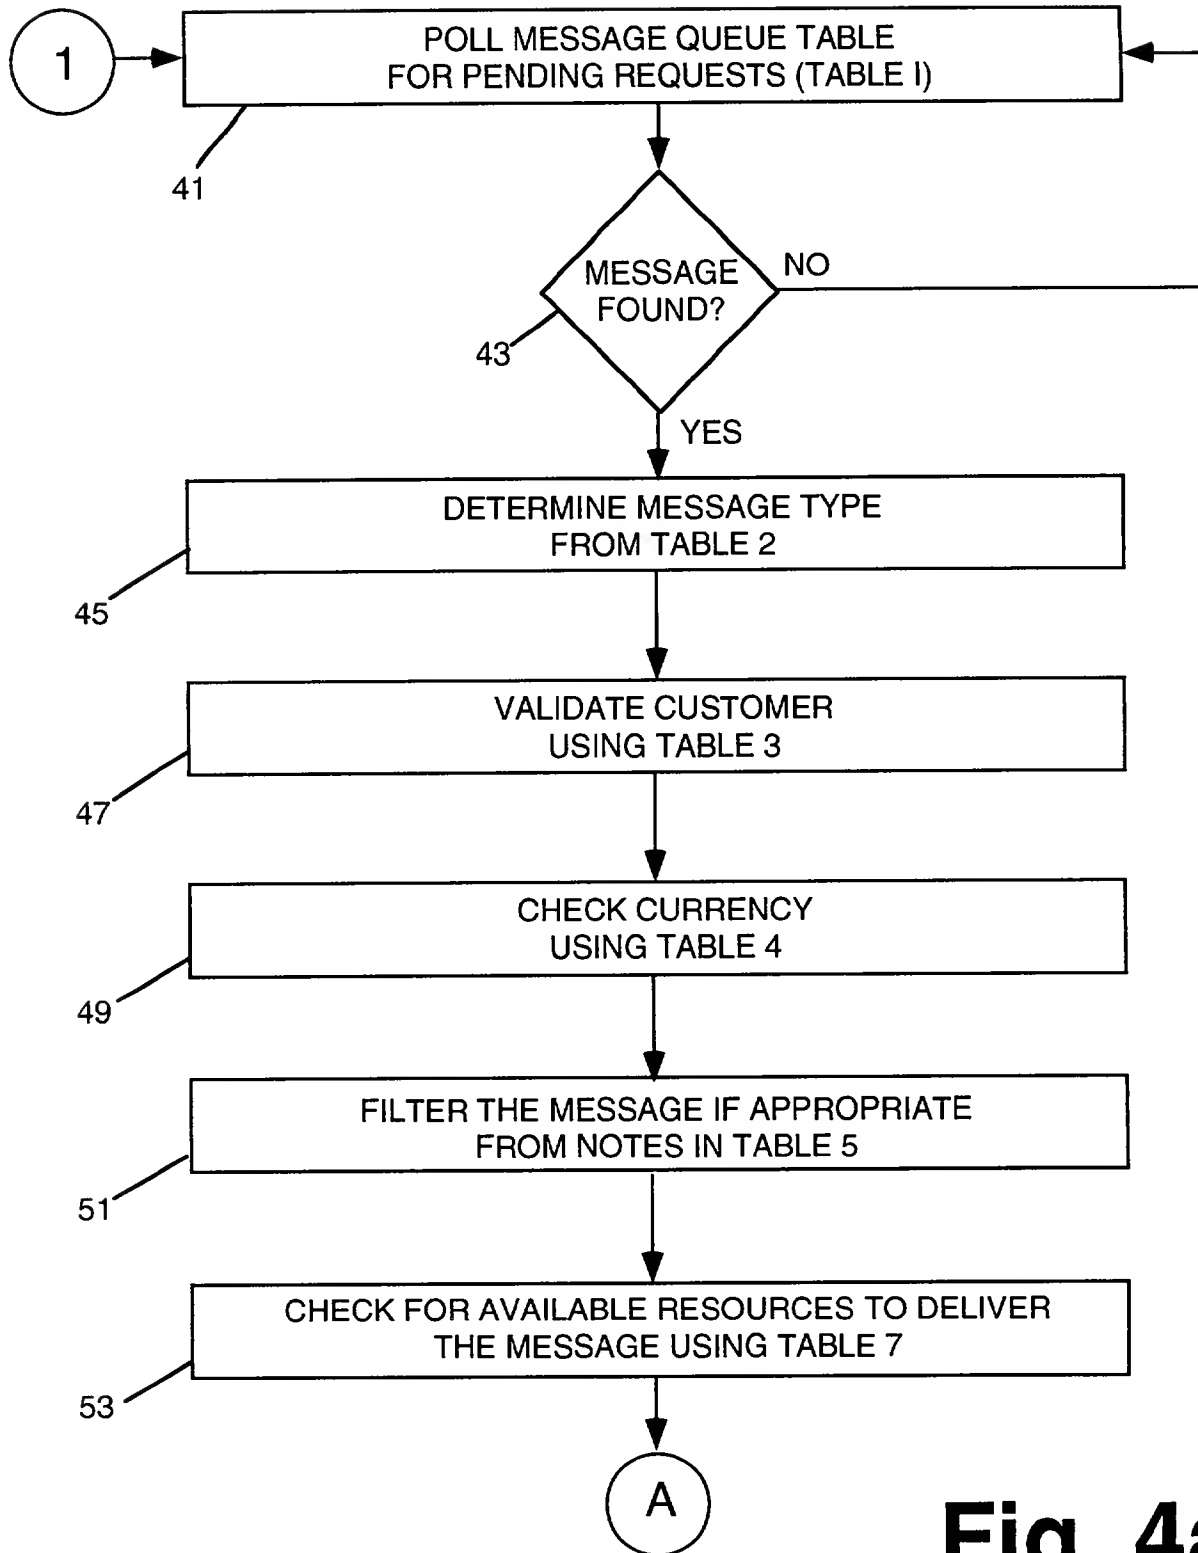 1
POLL MESSAGE QUEUE TABLE
FOR PENDING REQUESTS (TABLE I)
41
MESSAGE
FOUND?
NO
43
YES
DETERMINE MESSAGE TYPE
FROM TABLE 2
45
VALIDATE CUSTOMER
USING TABLE 3
47
CHECK CURRENCY
USING TABLE 4
49
FILTER THE MESSAGE IF APPROPRIATE
FROM NOTES IN TABLE 5
51
CHECK FOR AVAILABLE RESOURCES TO DELIVER
THE MESSAGE USING TABLE 7
53
A
Fig. 4a